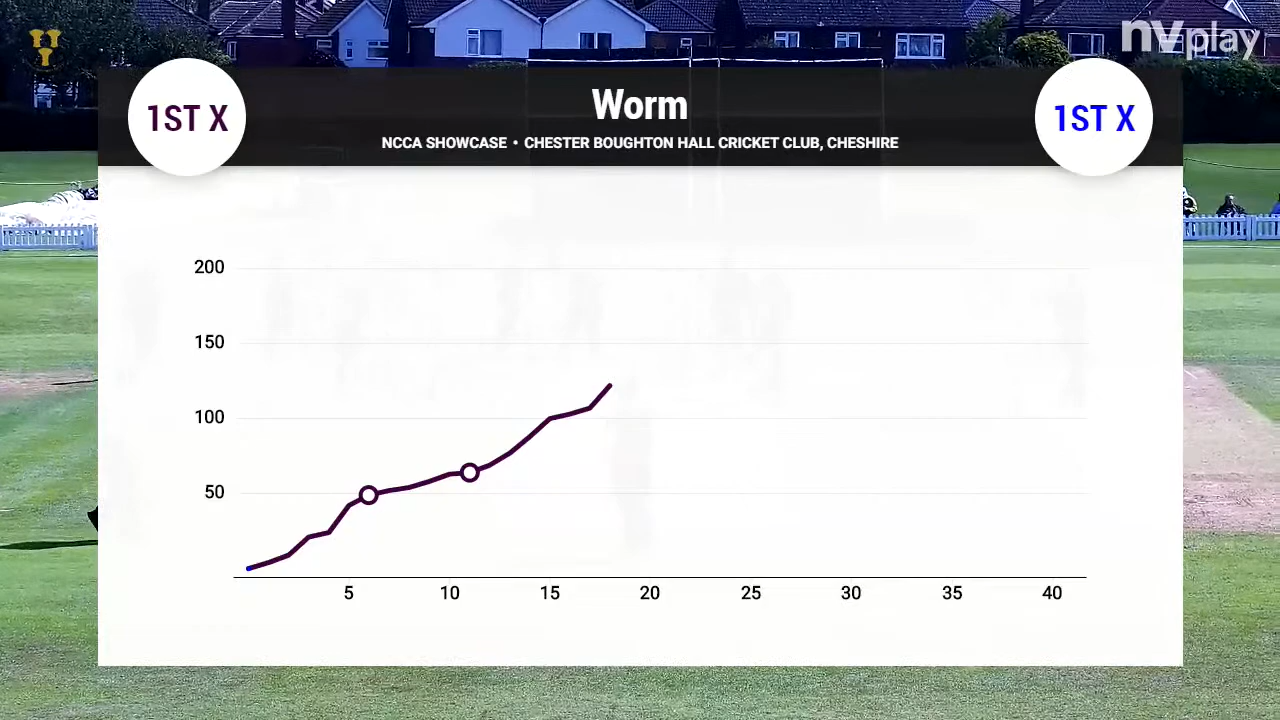 nvplay
Worm
1ST X
1ST X
NCCA SHOWCASE • CHESTER BOUGHTON HALL CRICKET CLUB, CHESHIRE
200
150
100
50
5 10 15 20 25 30 35 40